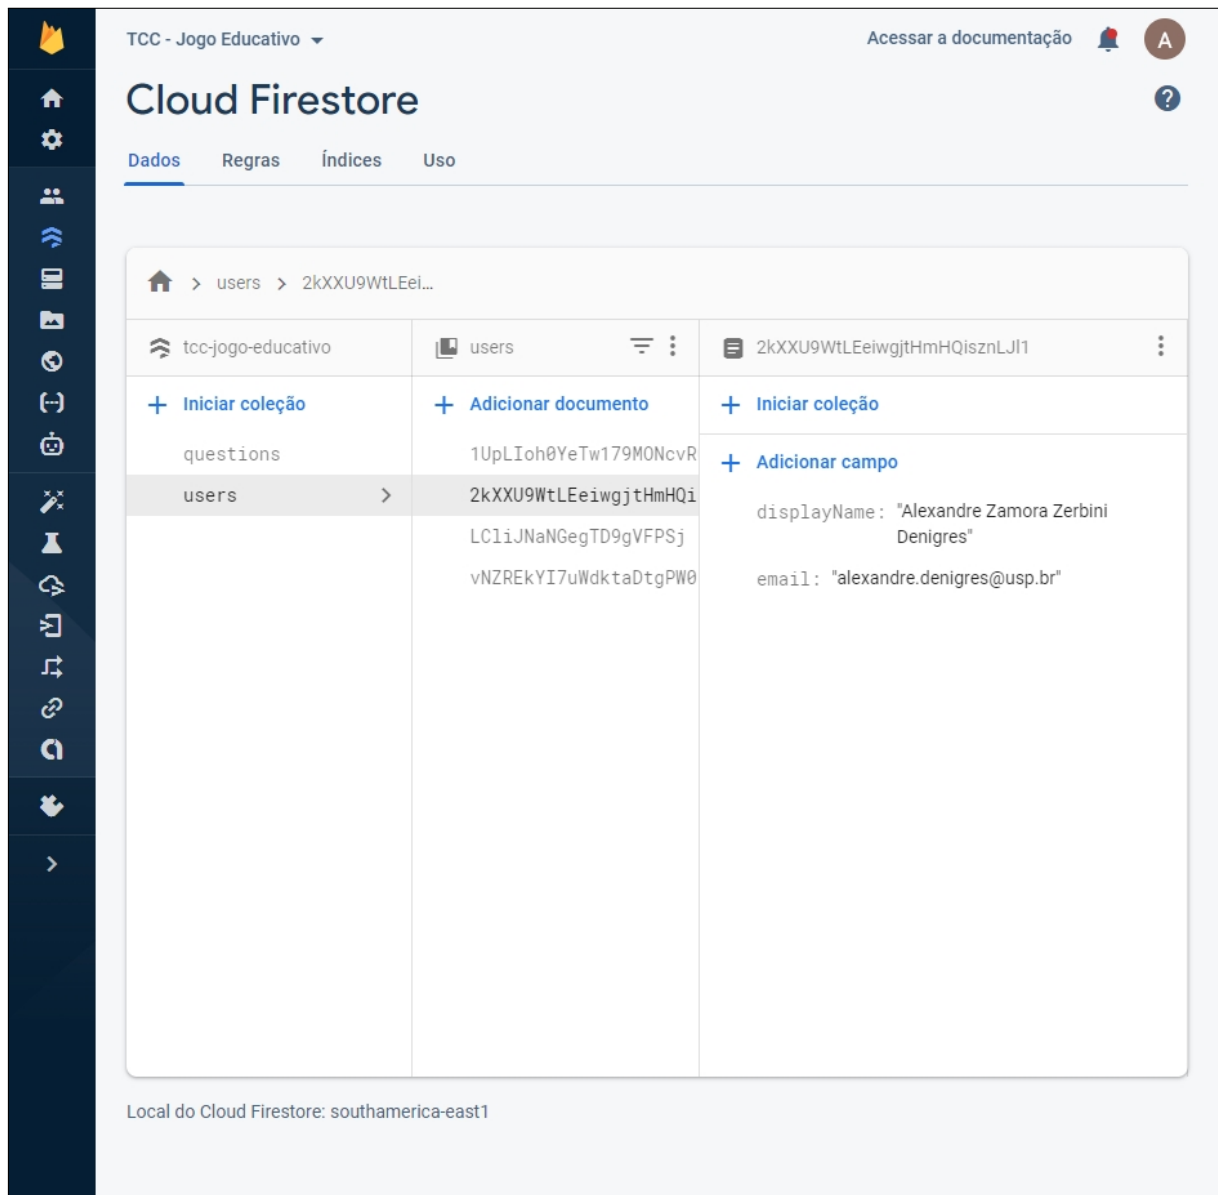 TCC - Jogo Educativo
Acessar a documentação
A
Cloud Firestore
Dados Regras Índices Uso
users 2kXXU9WtLEei...
tcc-jogo-educativo
Iniciar coleção
questions
users
users
Adicionar documento
1UpLIoh0YeTw179MONcvR
2kXXU9WtLEeiwgjtHmHQi
LCliJNaNGegTD9gVFPSj
vNZREkYI7uWdktaDtgPW0
2kXXU9WtLEeiwgjtHmHQisznLJl1
Iniciar coleção
Adicionar campo
displayName: "Alexandre Zamora Zerbini
Denigres"
email: "alexandre.denigres@usp.br"
Local do Cloud Firestore: southamerica-east1